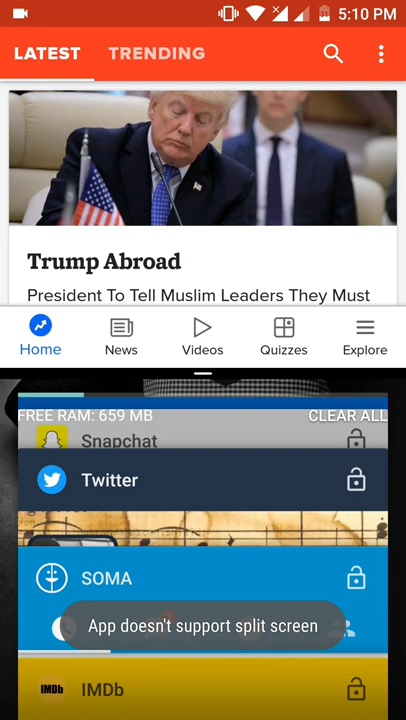 5:10 PM
LATEST
TRENDING
Trump Abroad
President To Tell Muslim Leaders They Must
Home
News
Videos
Quizzes
Explore
FREE RAM: 659 MB
CLEAR ALL
Snapchat
Twitter
SOMA
App doesn't support split screen
IMDb
IMDb